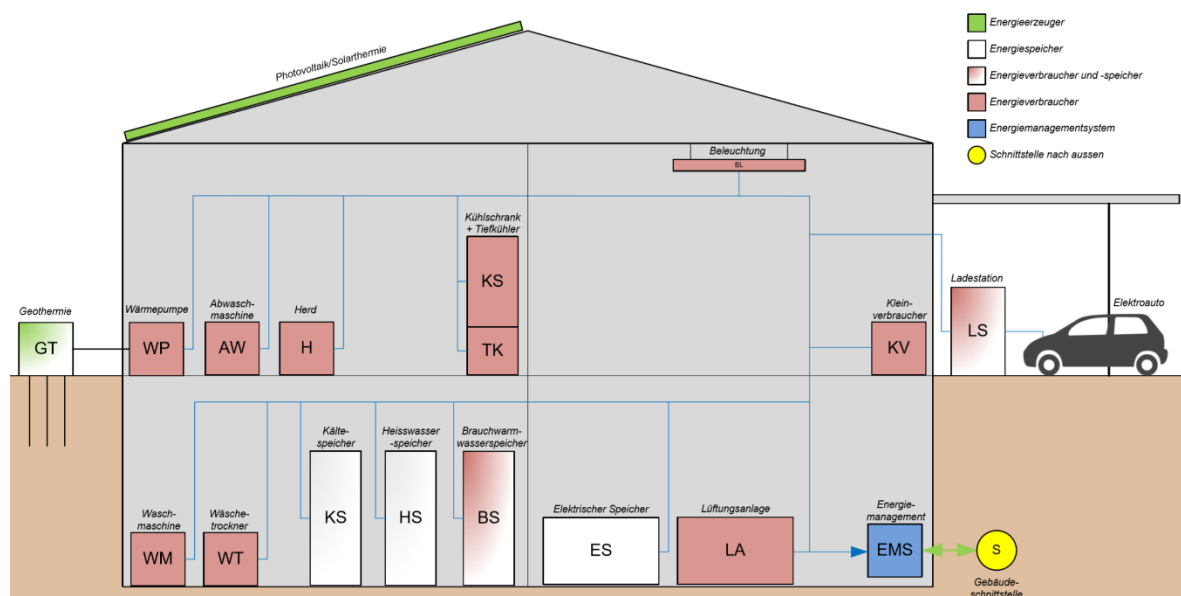 Photovoltaik/Solarthermie
Energieerzeuger
Energiespeicher
Energieverbraucher und -speicher
Energieverbraucher
Energiemanagementsystem
Schnittstelle nach aussen
Beleuchtung
BL
Kühlschrank
+ Tiefkühler
KS
TK
Geothermie
GT
Wärmepumpe
WP
Abwasch-
maschine
AW
Herd
H
Klein-
verbraucher
KV
Ladestation
LS
Elektroauto
Wasch-
maschine
WM
Wäsche-
trockner
WT
Kälte-
speicher
KS
Heisswasser
-speicher
HS
Brauchwarm-
wasserspeicher
BS
Elektrischer Speicher
ES
Lüftungsanlage
LA
Energie-
management
EMS
S
Gebäude-
schnittstelle